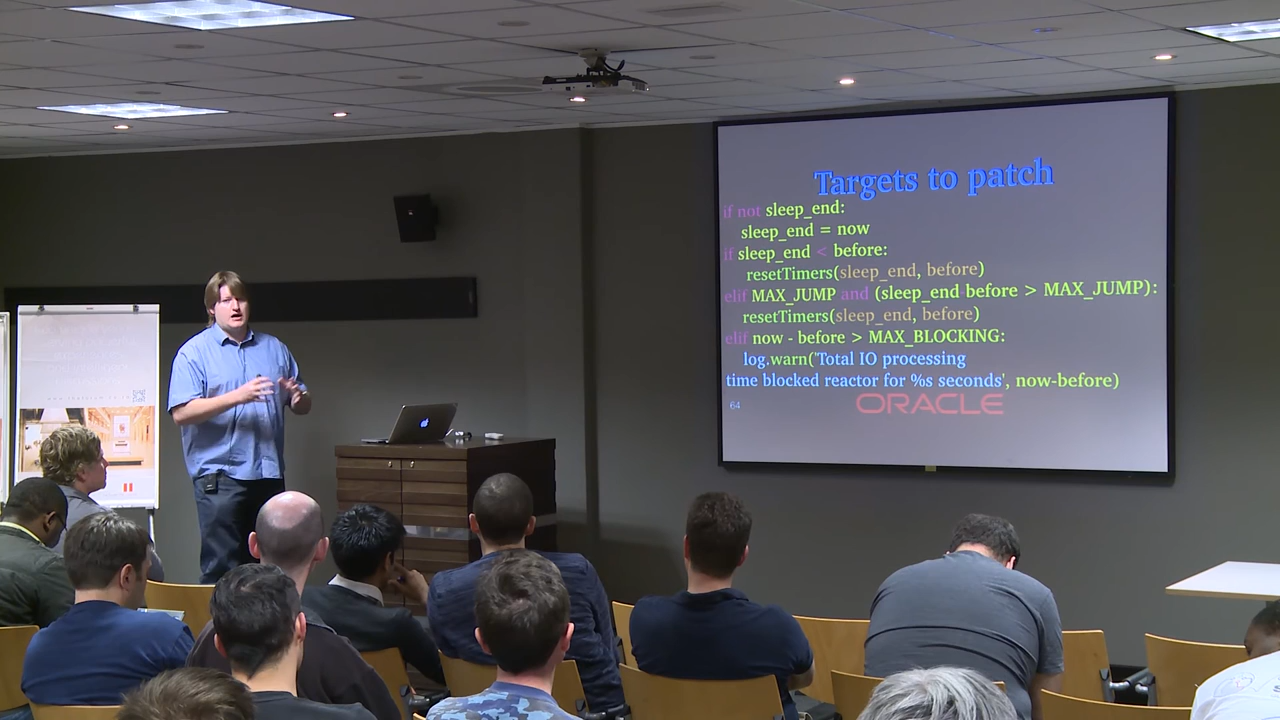 Targets to patch
if not sleep_end:
sleep_end = now
if sleep_end < before:
resetTimers(sleep_end, before)
elif MAX_JUMP and (sleep_end-before > MAX_JUMP):
resetTimers(sleep_end, before)
elif now - before > MAX_BLOCKING:
log.warn('Total IO processing
time blocked reactor for %s seconds', now-before)
64
ORACLE